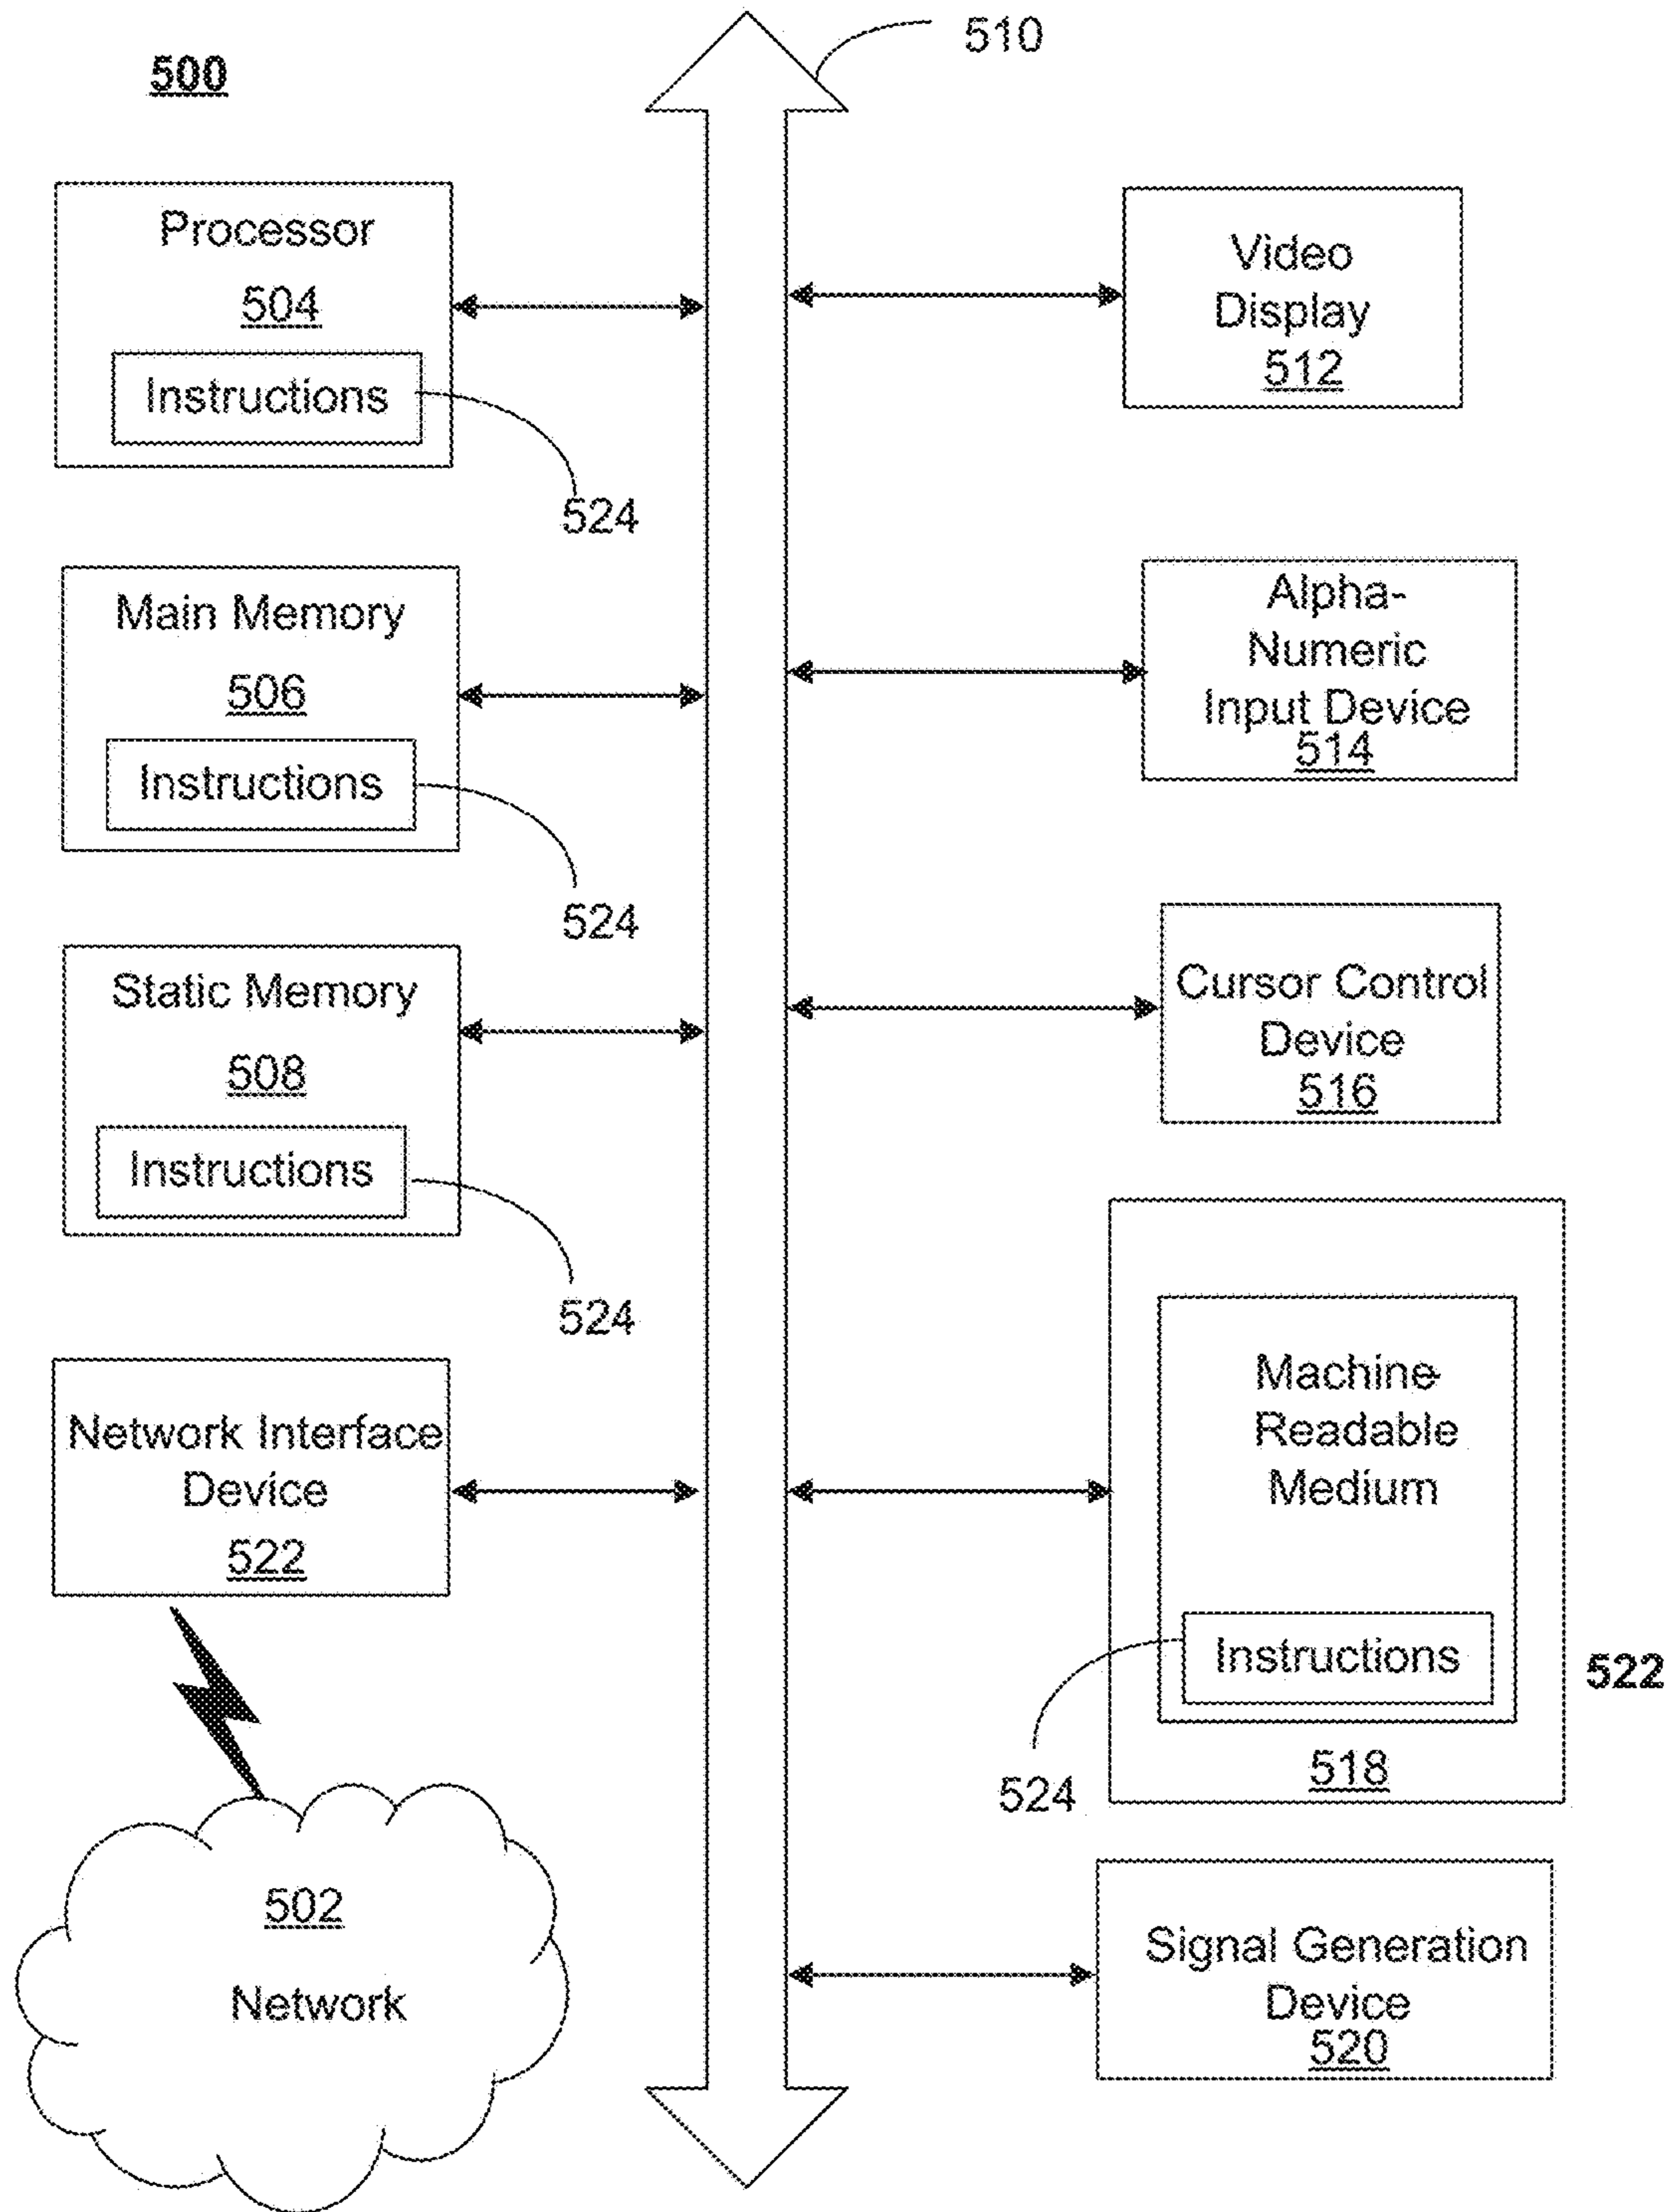 500
510
Processor
504
Instructions
524
Main Memory
506
Instructions
524
Static Memory
508
Instructions
524
Network Interface
Device
522
502
Network
Video
Display
512
Alpha-
Numeric
Input Device
514
Cursor Control
Device
516
Machine-
Readable
Medium
Instructions
524
518
522
Signal Generation
Device
520